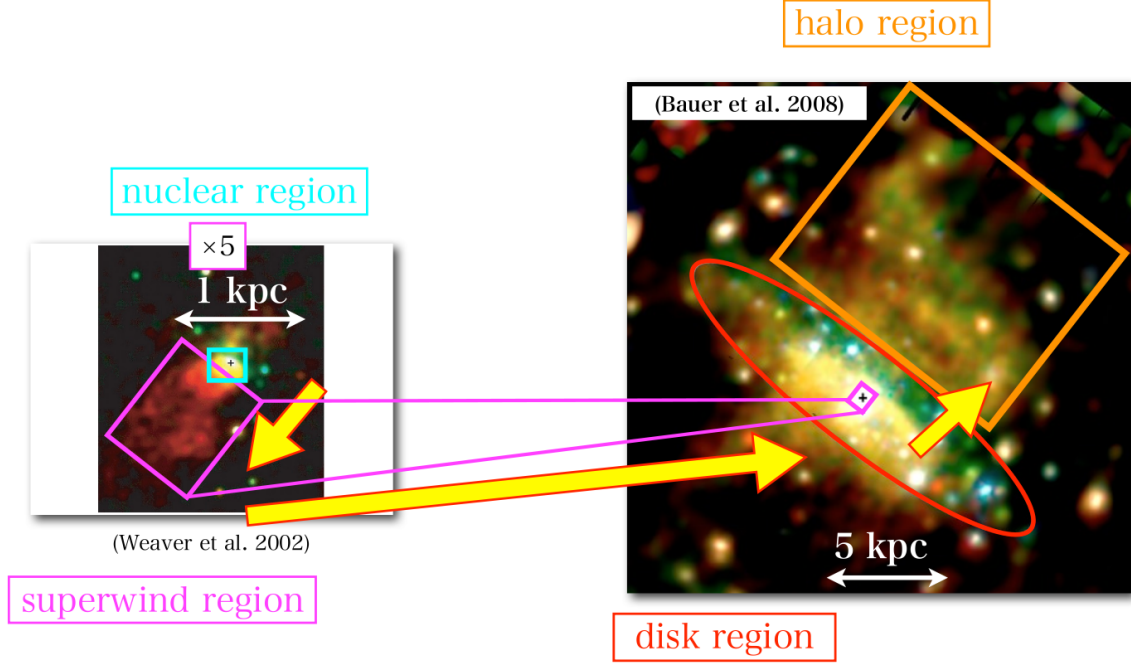 halo region
(Bauer et al. 2008)
nuclear region
×5
1 kpc
(Weaver et al. 2002)
superwind region
5 kpc
disk region